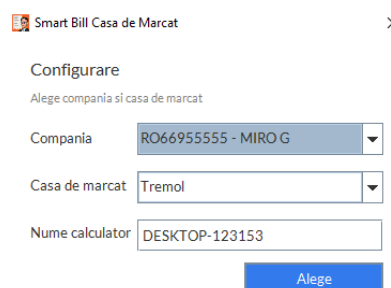 Smart Bill Casa de Marcat
Configurare
Alege compania si casa de marcat
Compania RO66955555 - MIRO G
Casa de marcat Tremol
Nume calculator DESKTOP-123153
Alege